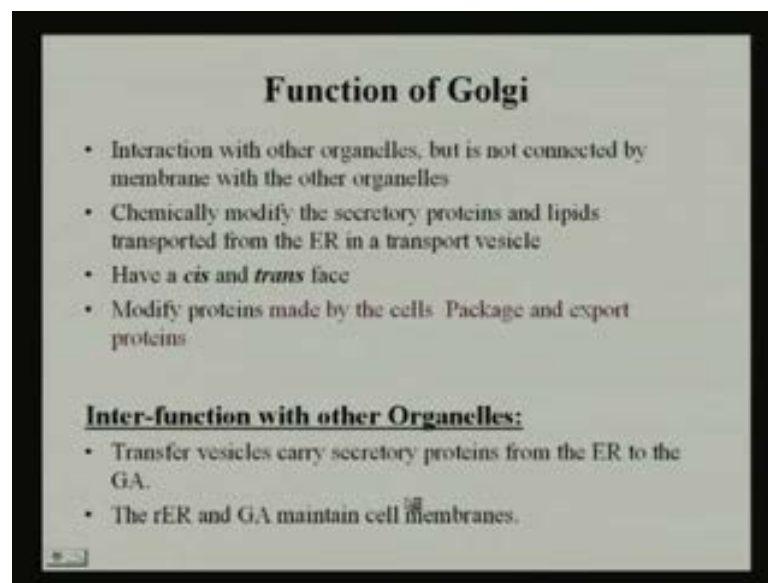 Function of Golgi
• Interaction with other organelles, but is not connected by
membrane with the other organelles
• Chemically modify the secretory proteins and lipids
transported from the ER in a transport vesicle
• Have a cis and trans face
• Modify proteins made by the cells Package and export
proteins
Inter-function with other Organelles:
• Transfer vesicles carry secretory proteins from the ER to the
GA.
• The rER and GA maintain cell membranes.